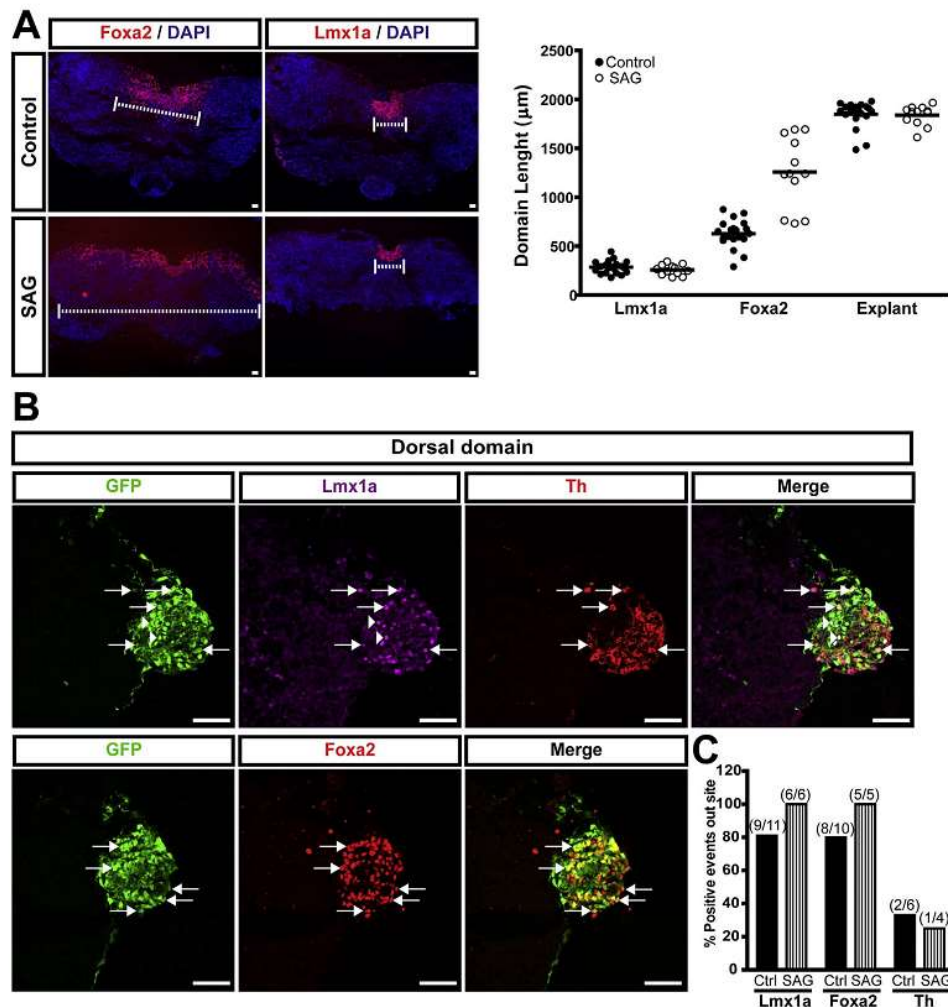 A
Foxa2 / DAPI
Lmx1a / DAPI
Control
SAG
Domain Lenght (μm)
2500
2000
1500
1000
500
0
Control
SAG
Lmx1a
Foxa2
Explant
B
Dorsal domain
GFP
Lmx1a
Th
Merge
GFP
Foxa2
Merge
C
% Positive events out site
120
100
80
60
40
20
0
(9/11)
(6/6)
(8/10)
(5/5)
(2/6)
(1/4)
Ctrl SAG Ctrl SAG Ctrl SAG
Lmx1a Foxa2 Th